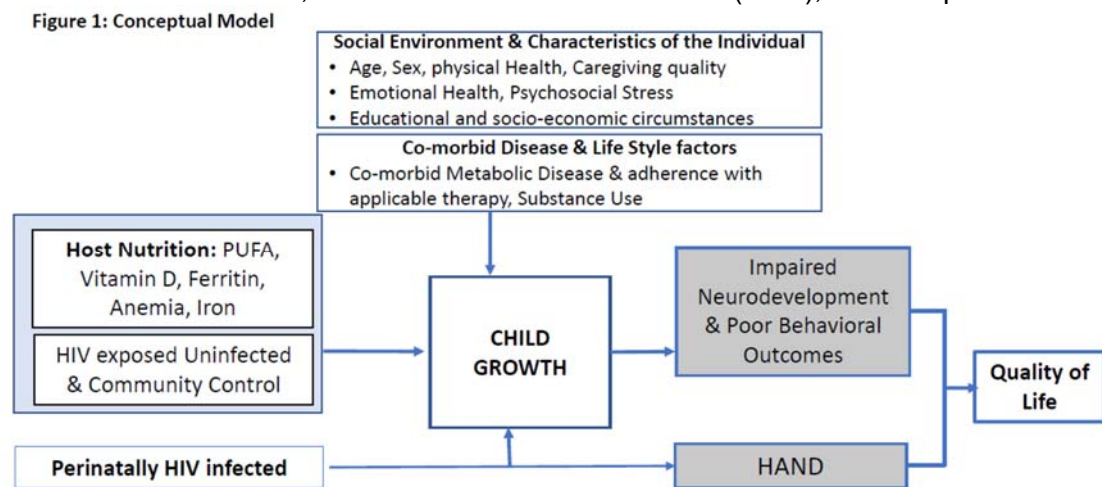 Figure 1: Conceptual Model
Social Environment & Characteristics of the Individual
• Age, Sex, physical Health, Caregiving quality
• Emotional Health, Psychosocial Stress
• Educational and socio-economic circumstances
Co-morbid Disease & Life Style factors
• Co-morbid Metabolic Disease & adherence with
applicable therapy, Substance Use
Host Nutrition: PUFA,
Vitamin D, Ferritin,
Anemia, Iron
HIV exposed Uninfected
& Community Control
CHILD
GROWTH
Impaired
Neurodevelopment
& Poor Behavioral
Outcomes
Quality of
Life
Perinatally HIV infected
HAND